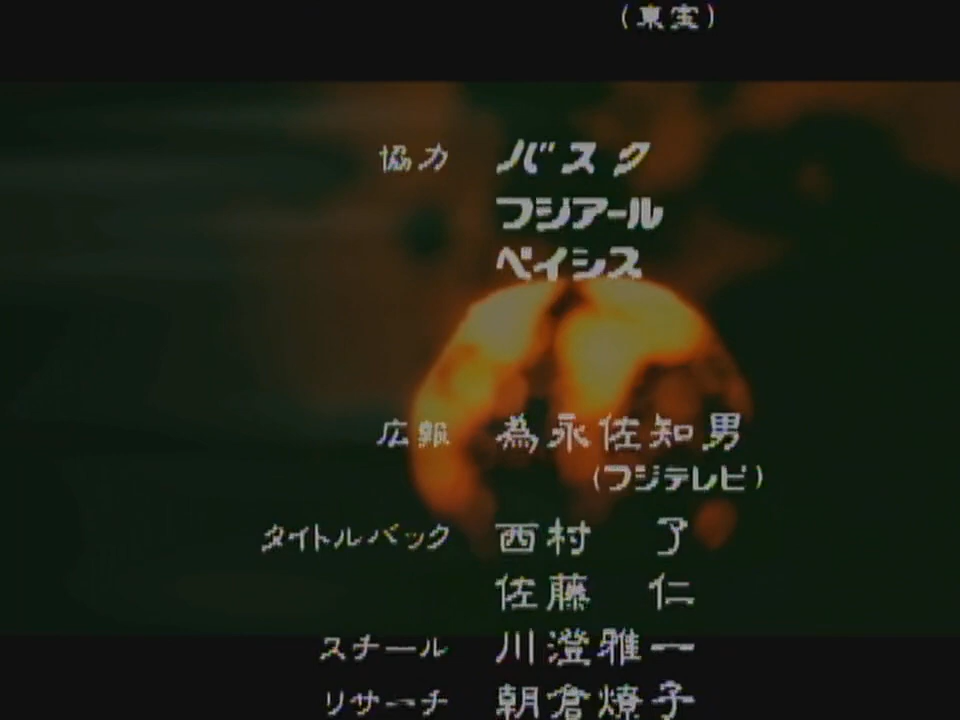 (東宝)
協力 バスク
フジアール
ベイシス
広報 為永佐知男
(フジテレビ)
タイトルバック 西村 了
佐藤 仁
スチール 川澄雅一
リサーチ 朝倉燎子